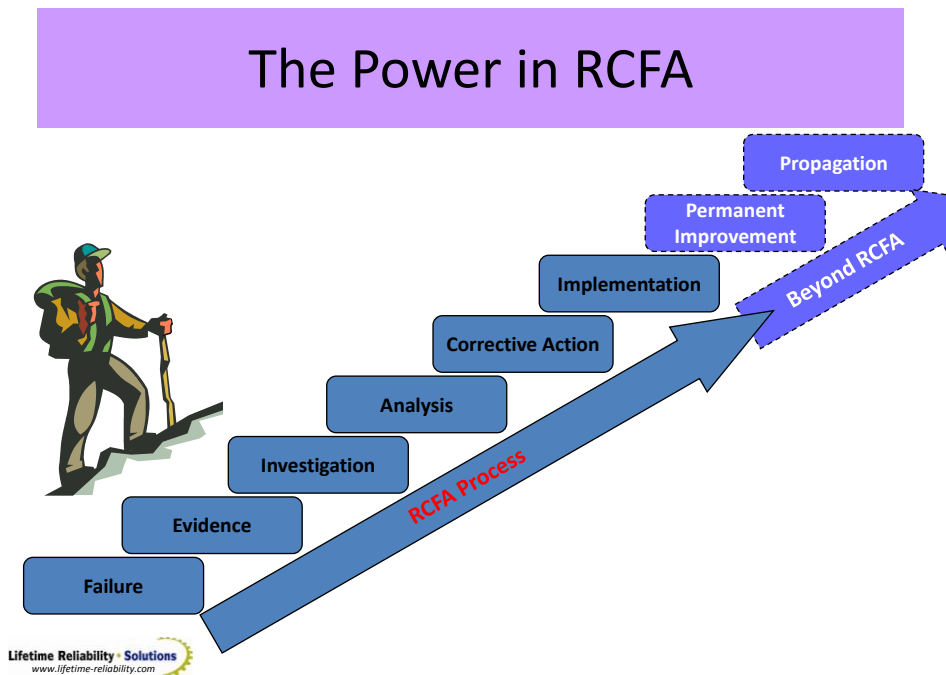 The Power in RCFA
Propagation
Permanent
Improvement
Beyond RCFA
Implementation
Corrective Action
Analysis
Investigation
RCFA Process
Evidence
Failure
Lifetime Reliability Solutions
www.lifetime-reliability.com